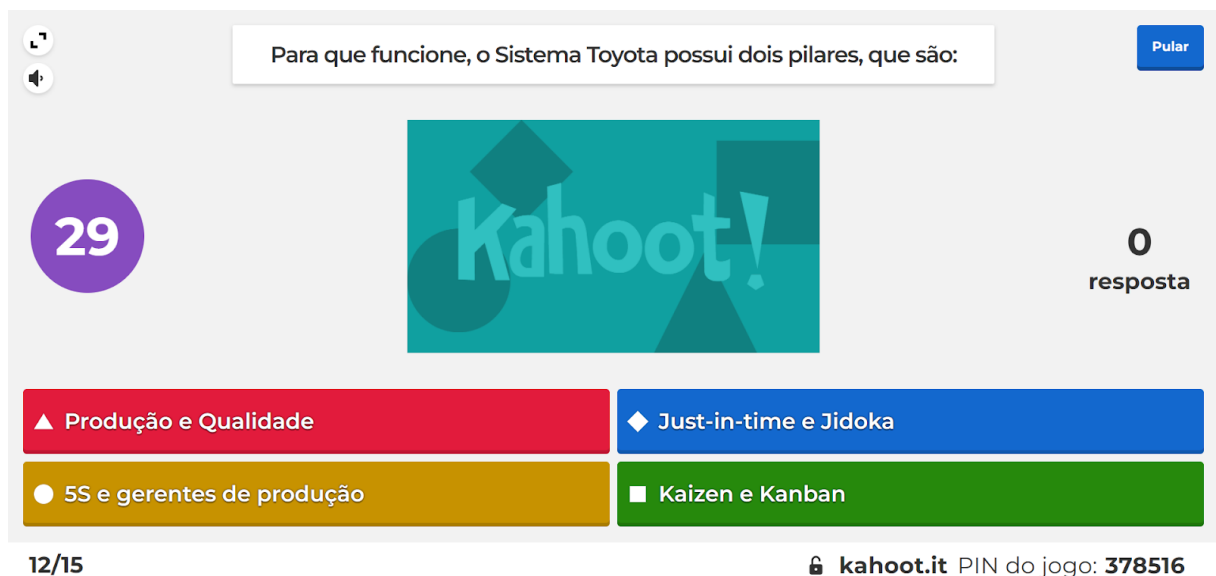 Para que funcione, o Sistema Toyota possui dois pilares, que são:
Pular
29
Kahoot!
0
resposta
Produção e Qualidade
Just-in-time e Jidoka
5S e gerentes de produção
Kaizen e Kanban
12/15
kahoot.it PIN do jogo: 378516